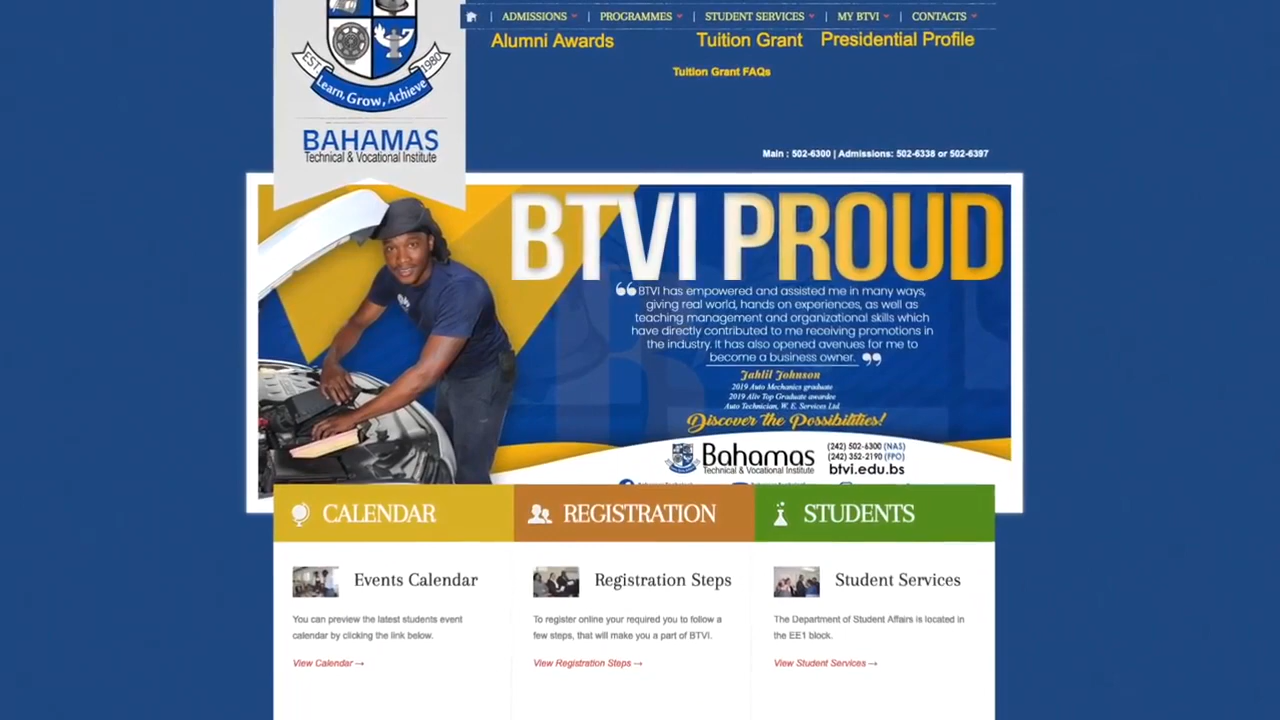 ADMISSIONS
PROGRAMMES
STUDENT SERVICES
MY BTVI
CONTACTS
Alumni Awards
Tuition Grant
Presidential Profile
Tuition Grant FAQs
EST. 1980
Learn, Grow, Achieve
BAHAMAS
Technical & Vocational Institute
Main : 502-6300 | Admissions: 502-6338 or 502-6397
BTVI PROUD
“BTVI has empowered and assisted me in many ways,
giving real world, hands on experiences, as well as
teaching management and organizational skills which
have directly contributed to me receiving promotions in
the industry. It has also opened avenues for me to
become a business owner.”
Jahlil Johnson
2019 Auto Mechanics graduate
2019 Aliv Top Graduate awardee
Auto Technician, W. E. Services Ltd.
Discover the Possibilities!
Bahamas
Technical & Vocational Institute
(242) 502-6300 (NAS)
(242) 352-2190 (FPO)
btvi.edu.bs
CALENDAR
REGISTRATION
STUDENTS
Events Calendar
You can preview the latest students event
calendar by clicking the link below.
View Calendar →
Registration Steps
To register online your required you to follow a
few steps, that will make you a part of BTVI.
View Registration Steps →
Student Services
The Department of Student Affairs is located in
the EE1 block.
View Student Services →